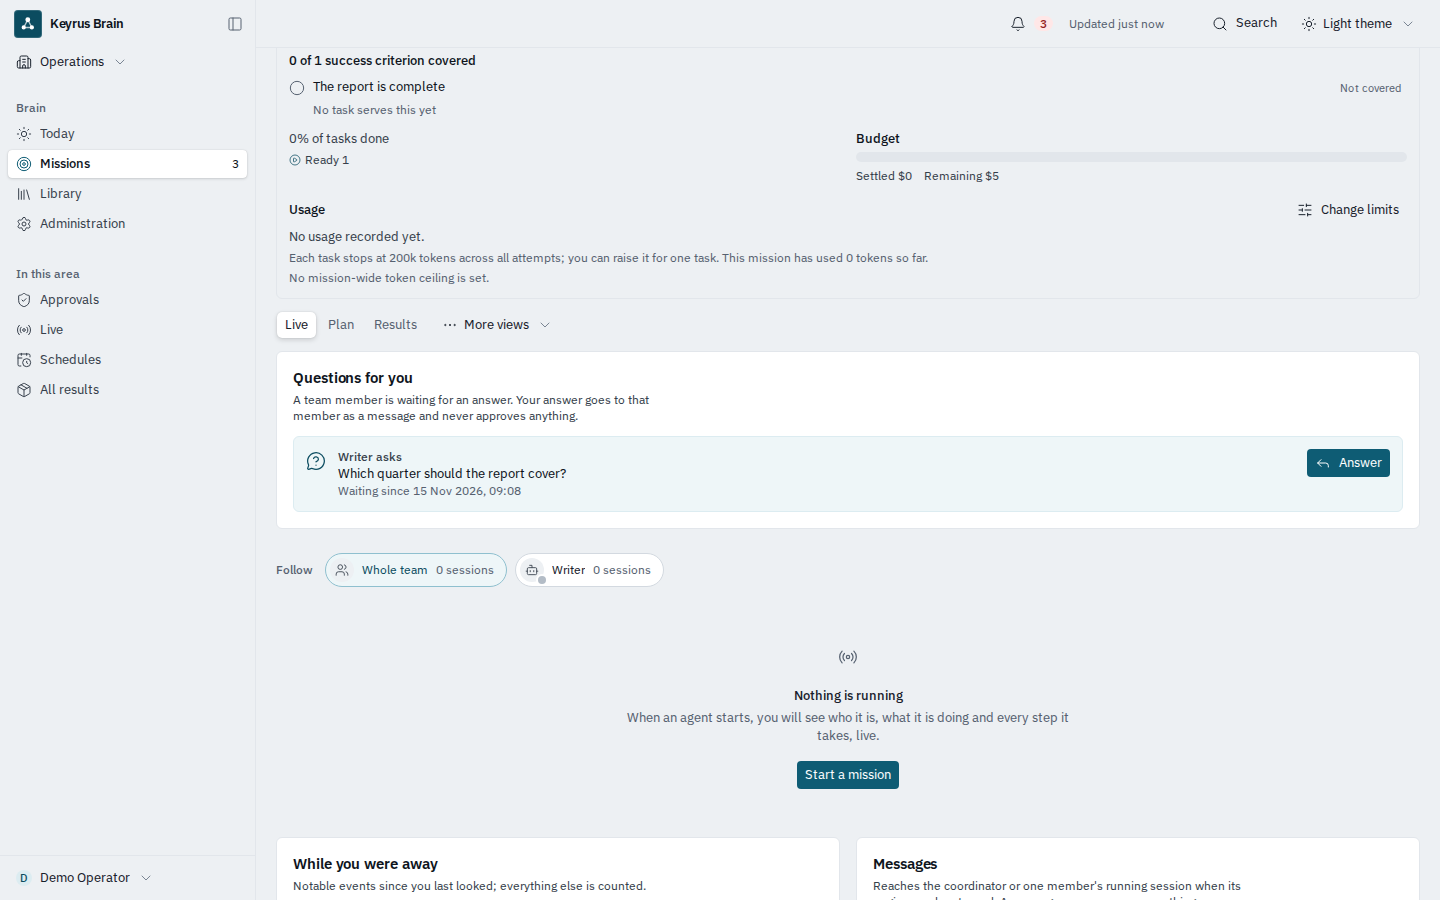 Keyrus Brain
3
Updated just now
Search
Light theme
Operations
Brain
Today
Missions
3
Library
Administration
In this area
Approvals
Live
Schedules
All results
D
Demo Operator
0 of 1 success criterion covered
The report is complete
Not covered
No task serves this yet
0% of tasks done
Ready 1
Budget
Settled $0 Remaining $5
Usage
Change limits
No usage recorded yet.
Each task stops at 200k tokens across all attempts; you can raise it for one task. This mission has used 0 tokens so far.
No mission-wide token ceiling is set.
Live
Plan
Results
More views
Questions for you
A team member is waiting for an answer. Your answer goes to that
member as a message and never approves anything.
Writer asks
Which quarter should the report cover?
Waiting since 15 Nov 2026, 09:08
Answer
Follow
Whole team 0 sessions
Writer 0 sessions
Nothing is running
When an agent starts, you will see who it is, what it is doing and every step it
takes, live.
Start a mission
While you were away
Notable events since you last looked; everything else is counted.
Messages
Reaches the coordinator or one member's running session when its